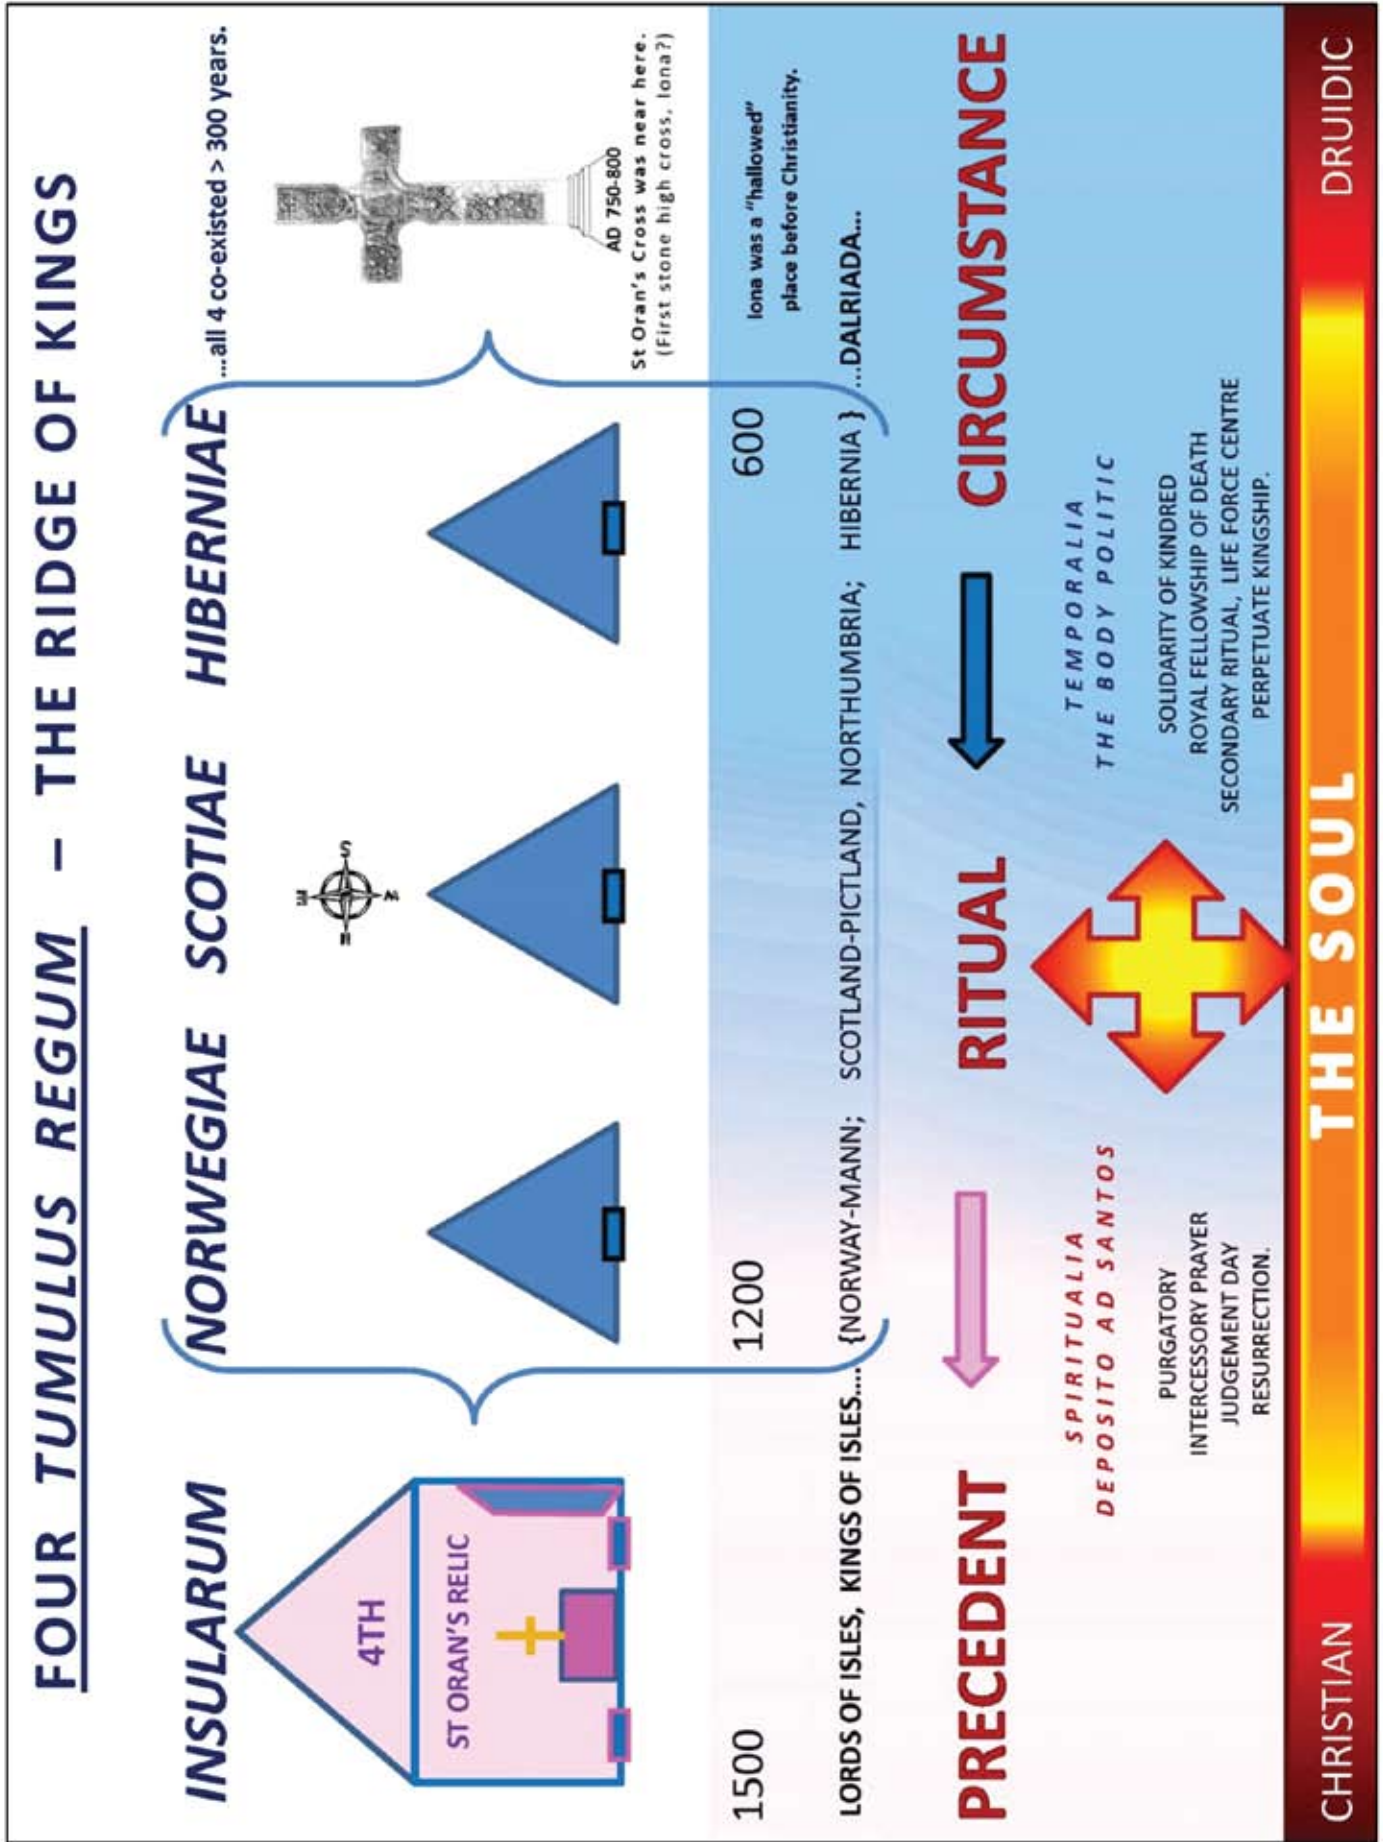 FOUR TUMULUS REGUM – THE RIDGE OF KINGS
INSULARUM
NORWEGIAE
SCOTIAE
HIBERNIAE
...all 4 co-existed > 300 years.
4TH
ST ORAN'S RELIC
N
E
S
W
AD 750-800
St Oran's Cross was near here.
(First stone high cross, Iona?)
1500
1200
600
Iona was a "hallowed"
place before Christianity.
LORDS OF ISLES, KINGS OF ISLES.... {NORWAY-MANN; SCOTLAND-PICTLAND, NORTHUMBRIA; HIBERNIA } ...DALRIADA...
PRECEDENT
RITUAL
CIRCUMSTANCE
SPIRITUALIA
DEPOSITO AD SANTOS
PURGATORY
INTERCESSORY PRAYER
JUDGEMENT DAY
RESURRECTION.
TEMPORALIA
THE BODY POLITIC
SOLIDARITY OF KINDRED
ROYAL FELLOWSHIP OF DEATH
SECONDARY RITUAL, LIFE FORCE CENTRE
PERPETUATE KINGSHIP.
CHRISTIAN
THE SOUL
DRUIDIC